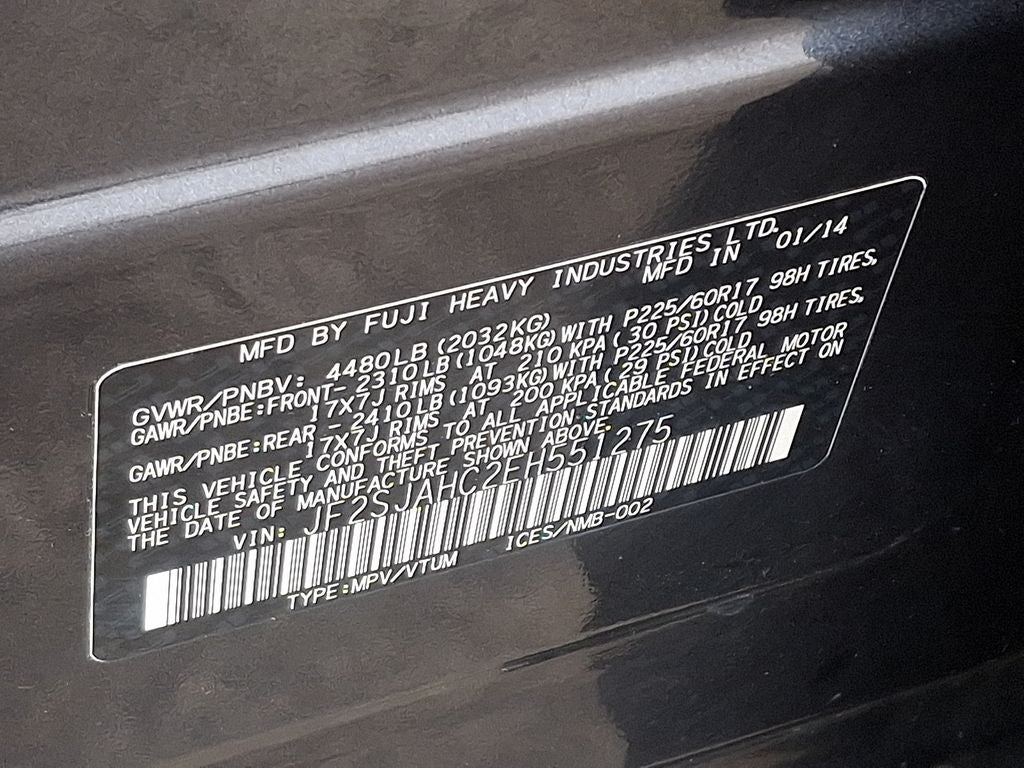 MFD BY FUJI HEAVY INDUSTRIES LTD.
MFD IN 01/14
GVWR/PNBV: 4480LB(2032KG)
GAWR/PNBE:FRONT-2310LB(1048KG)WITH P225/60R17 98H TIRES,
17X7J RIMS AT 210 KPA(30 PSI)COLD
GAWR/PNBE:REAR -2410LB(1093KG)WITH P225/60R17 98H TIRES,
17X7J RIMS AT 200 KPA(29 PSI)COLD
THIS VEHICLE CONFORMS TO ALL APPLICABLE FEDERAL MOTOR
VEHICLE SAFETY AND THEFT PREVENTION STANDARDS IN EFFECT ON
THE DATE OF MANUFACTURE SHOWN ABOVE.
VIN: JF2SJAHC2EH551275
TYPE:MPV/VTUM ICES/NMB-002